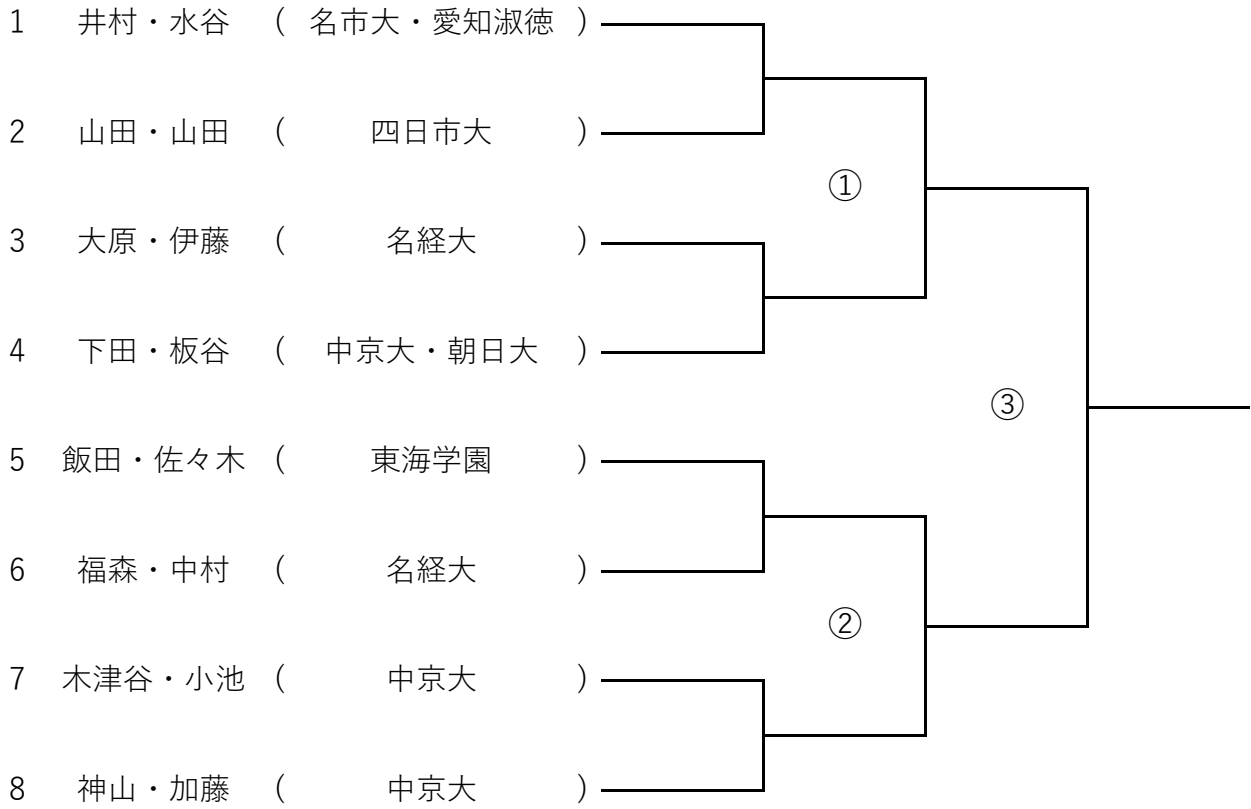 1 井村・水谷 ( 名市大・愛知淑徳 )
2 山田・山田 ( 四日市大 )
①
3 大原・伊藤 ( 名経大 )
4 下田・板谷 ( 中京大・朝日大 )
③
5 飯田・佐々木 ( 東海学園 )
6 福森・中村 ( 名経大 )
②
7 木津谷・小池 ( 中京大 )
8 神山・加藤 ( 中京大 )